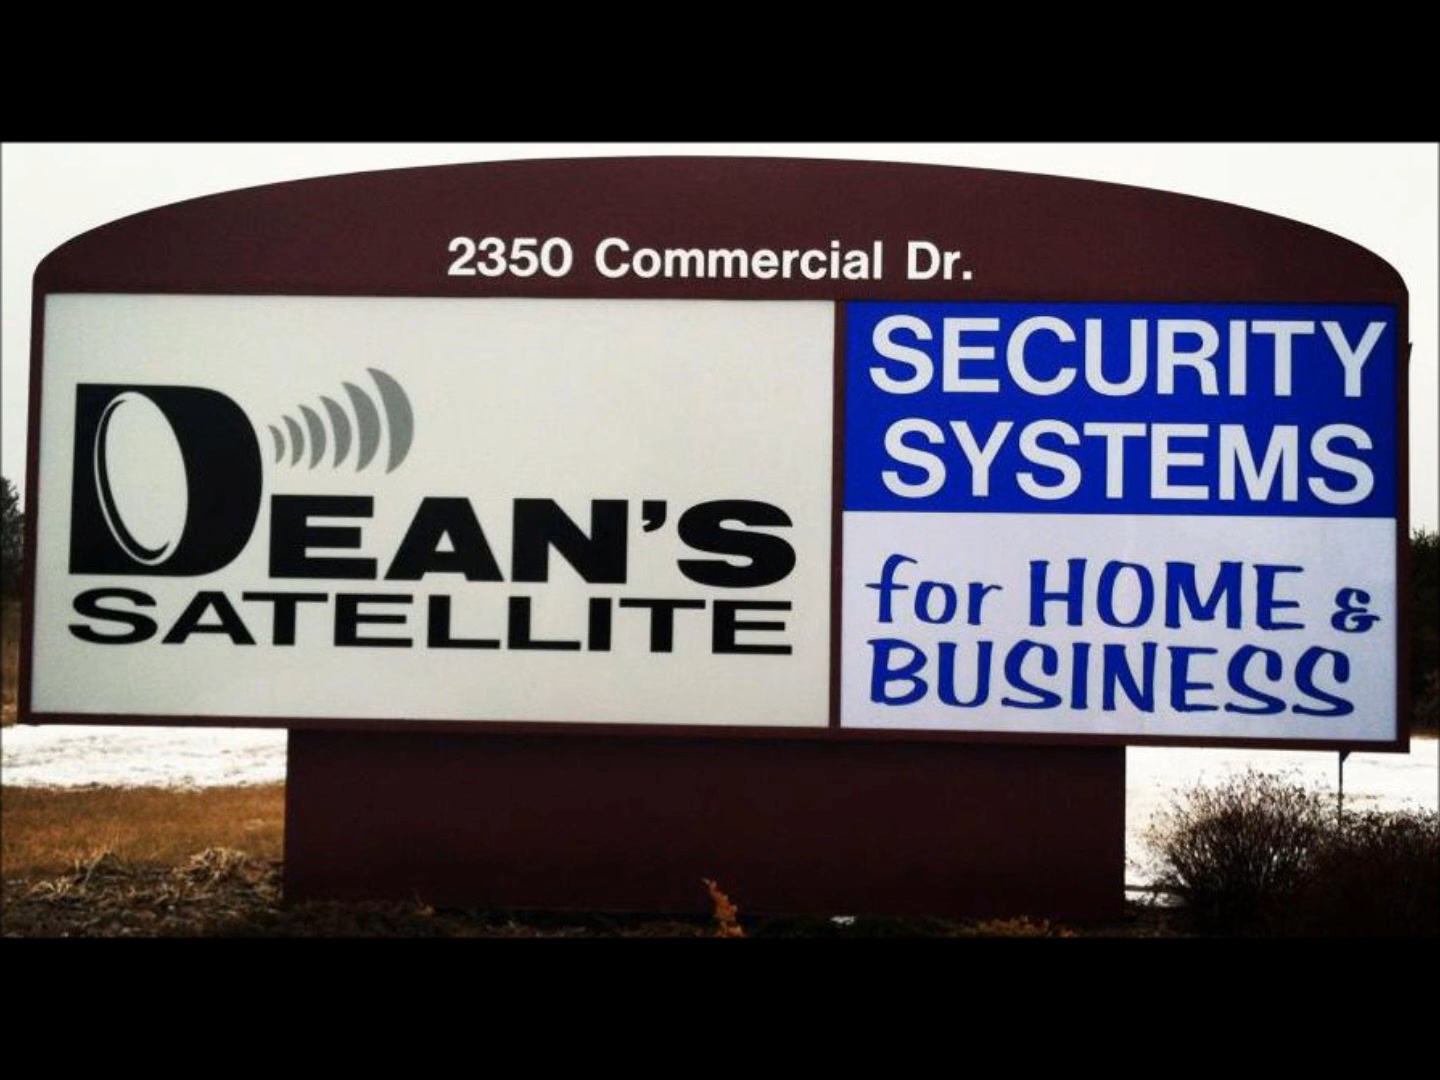 2350 Commercial Dr.
DEAN'S
SATELLITE
SECURITY
SYSTEMS
for HOME &
BUSINESS